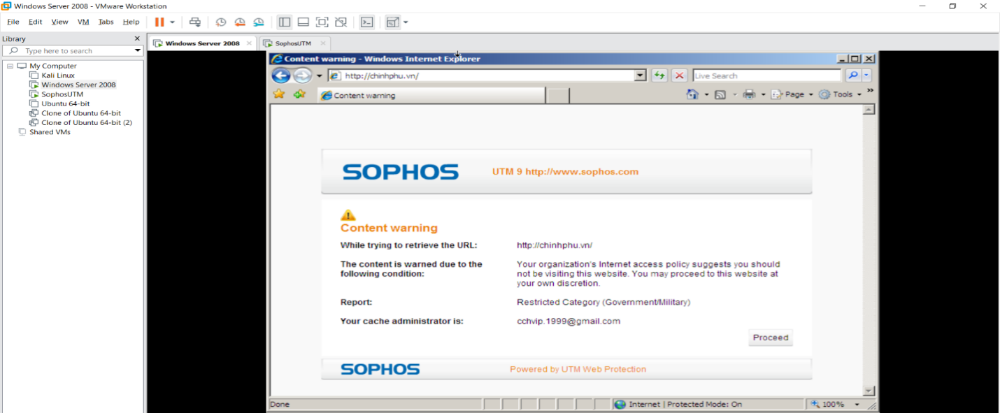 Windows Server 2008 - VMware Workstation
File Edit View VM Tabs Help
Library
Type here to search
My Computer
Kali Linux
Windows Server 2008
SophosUTM
Ubuntu 64-bit
Clone of Ubuntu 64-bit
Clone of Ubuntu 64-bit (2)
Shared VMs
Windows Server 2008 SophosUTM
Content warning - Windows Internet Explorer
http://chinhphu.vn/ Live Search
Content warning Page Tools
SOPHOS UTM 9 http://www.sophos.com
Content warning
While trying to retrieve the URL: http://chinhphu.vn/
The content is warned due to the following condition: Your organization's Internet access policy suggests you should
not be visiting this website. You may proceed to this website at
your own discretion.
Report: Restricted Category (Government/Military)
Your cache administrator is: cchvip.1999@gmail.com
Proceed
SOPHOS Powered by UTM Web Protection
Done Internet | Protected Mode: On 100%